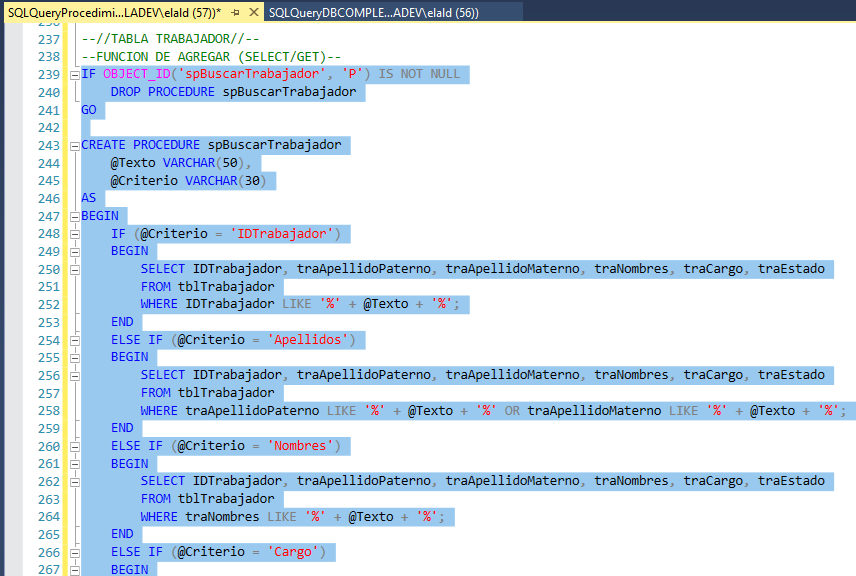 SQLQueryProcedimi...LADEV\elald (57))* SQLQueryDBCOMPLE...ADEV\elald (56))
237 --//TABLA TRABAJADOR//--
238 --FUNCION DE AGREGAR (SELECT/GET)--
239 IF OBJECT_ID('spBuscarTrabajador', 'P') IS NOT NULL
240 DROP PROCEDURE spBuscarTrabajador
241 GO
242
243 CREATE PROCEDURE spBuscarTrabajador
244 @Texto VARCHAR(50),
245 @Criterio VARCHAR(30)
246 AS
247 BEGIN
248 IF (@Criterio = 'IDTrabajador')
249 BEGIN
250 SELECT IDTrabajador, traApellidoPaterno, traApellidoMaterno, traNombres, traCargo, traEstado
251 FROM tblTrabajador
252 WHERE IDTrabajador LIKE '%' + @Texto + '%';
253 END
254 ELSE IF (@Criterio = 'Apellidos')
255 BEGIN
256 SELECT IDTrabajador, traApellidoPaterno, traApellidoMaterno, traNombres, traCargo, traEstado
257 FROM tblTrabajador
258 WHERE traApellidoPaterno LIKE '%' + @Texto + '%' OR traApellidoMaterno LIKE '%' + @Texto + '%';
259 END
260 ELSE IF (@Criterio = 'Nombres')
261 BEGIN
262 SELECT IDTrabajador, traApellidoPaterno, traApellidoMaterno, traNombres, traCargo, traEstado
263 FROM tblTrabajador
264 WHERE traNombres LIKE '%' + @Texto + '%';
265 END
266 ELSE IF (@Criterio = 'Cargo')
267 BEGIN